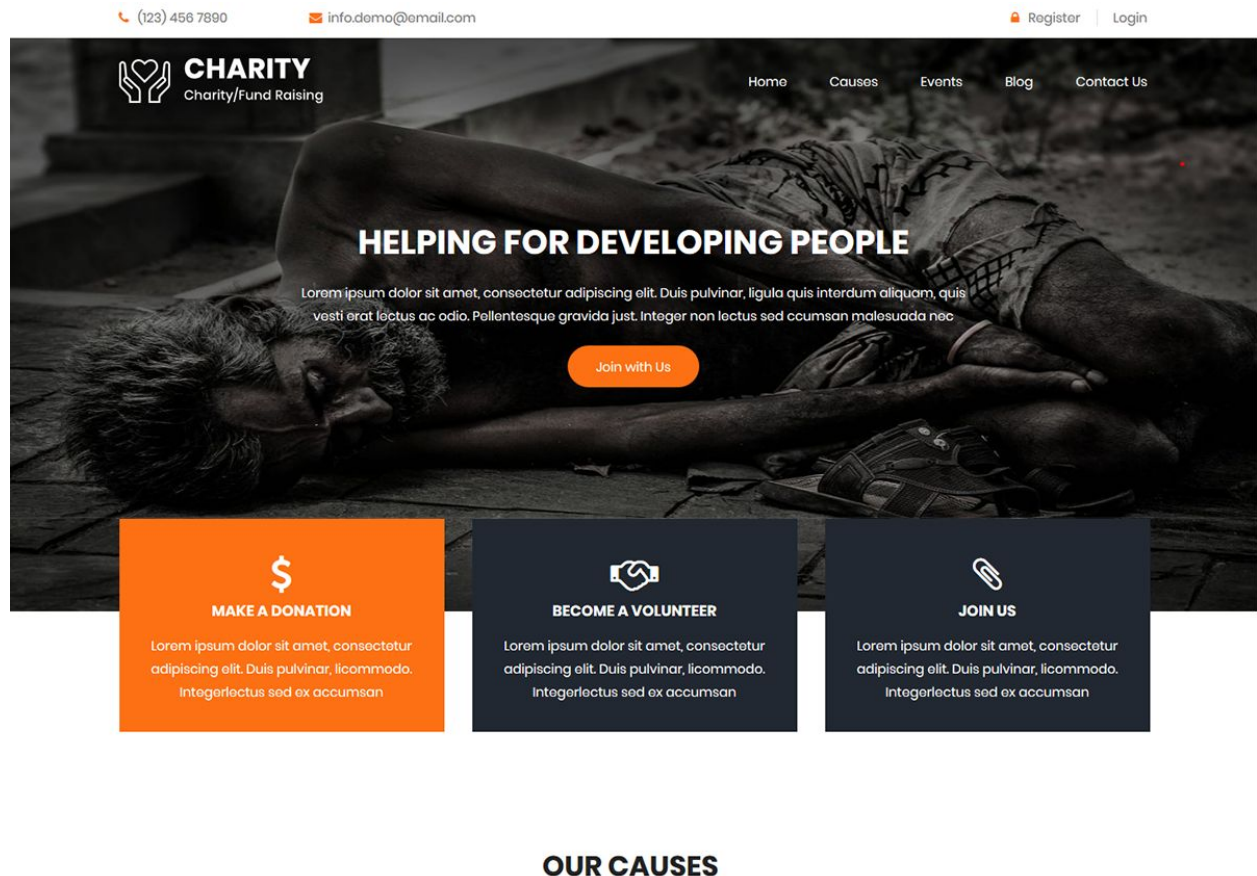 (123) 456 7890
info.demo@email.com
Register
Login
CHARITY
Charity/Fund Raising
Home
Causes
Events
Blog
Contact Us
HELPING FOR DEVELOPING PEOPLE
Lorem ipsum dolor sit amet, consectetur adipiscing elit. Duis pulvinar, ligula quis interdum aliquam, quis
vesti erat lectus ac odio. Pellentesque gravida just. Integer non lectus sed ccumsan malesuada nec
Join with Us
MAKE A DONATION
Lorem ipsum dolor sit amet, consectetur
adipiscing elit. Duis pulvinar, licommodo.
Integerlectus sed ex accumsan
BECOME A VOLUNTEER
Lorem ipsum dolor sit amet, consectetur
adipiscing elit. Duis pulvinar, licommodo.
Integerlectus sed ex accumsan
JOIN US
Lorem ipsum dolor sit amet, consectetur
adipiscing elit. Duis pulvinar, licommodo.
Integerlectus sed ex accumsan
OUR CAUSES